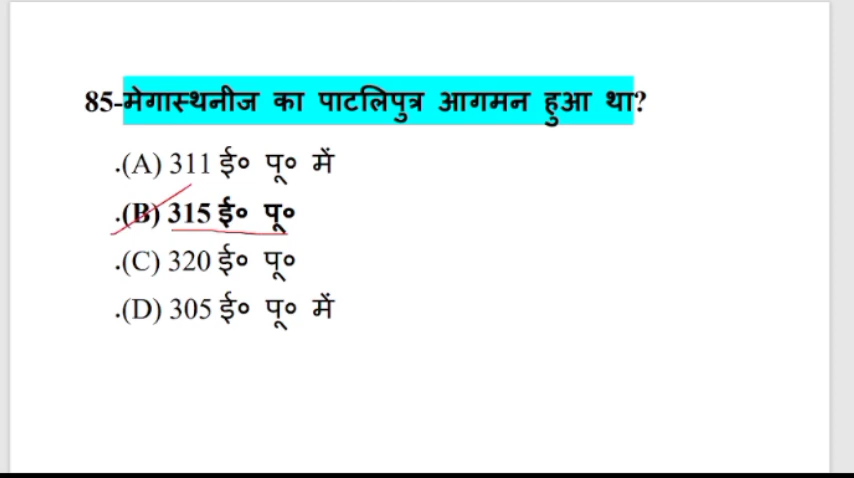 85-मेगास्थनीज का पाटलिपुत्र आगमन हुआ था?
.(A) 311 ई० पू० में
.(B) 315 ई० पू०
.(C) 320 ई० पू०
.(D) 305 ई० पू० में